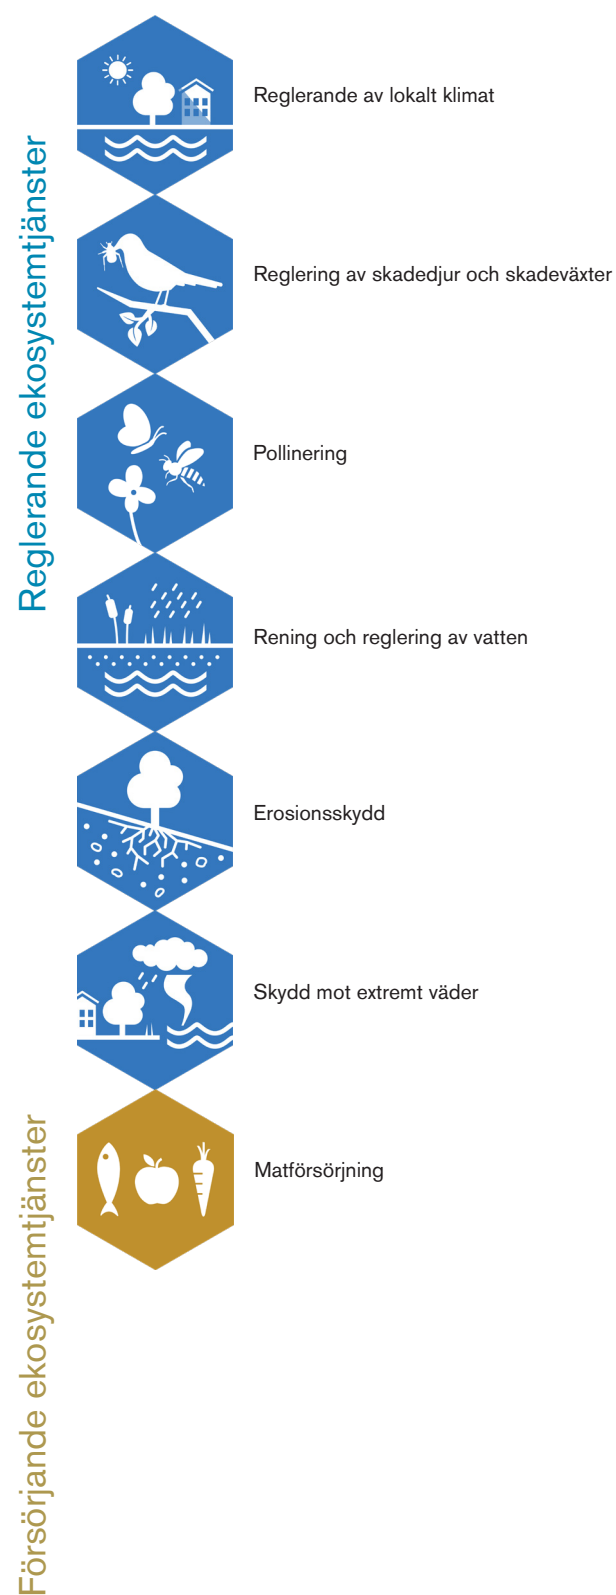 Reglerande ekosystemtjänster
Reglerande av lokalt klimat
Reglering av skadedjur och skadeväxter
Pollinering
Rening och reglering av vatten
Erosionsskydd
Skydd mot extremt väder
Försörjande ekosystemtjänster
Matförsörjning